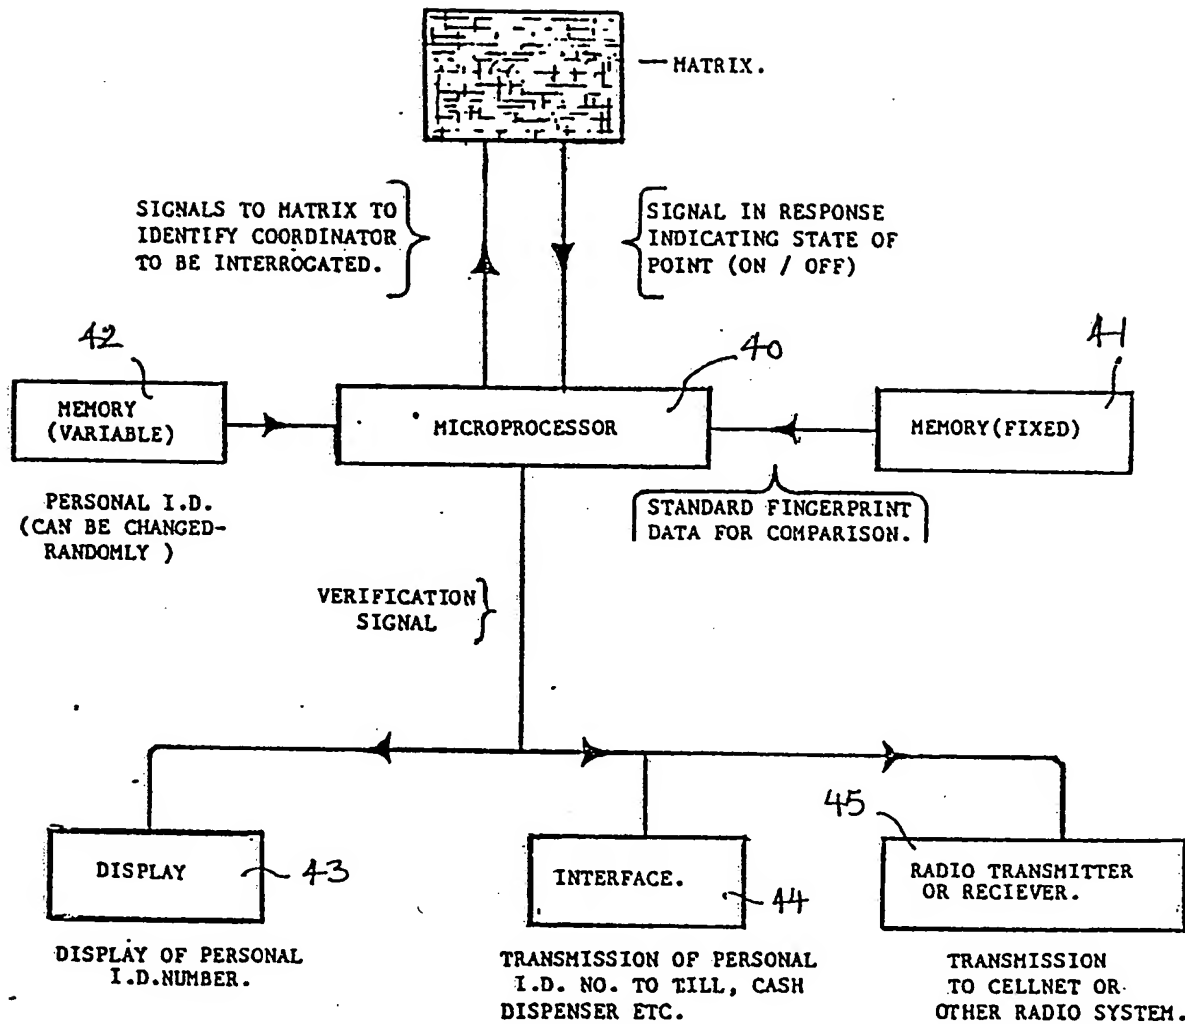 MATRIX.
SIGNALS TO MATRIX TO
IDENTIFY COORDINATOR
TO BE INTERROGATED.
SIGNAL IN RESPONSE
INDICATING STATE OF
POINT (ON / OFF)
42
40
41
MEMORY
(VARIABLE)
MICROPROCESSOR
MEMORY(FIXED)
PERSONAL I.D.
(CAN BE CHANGED-
RANDOMLY )
STANDARD FINGERPRINT
DATA FOR COMPARISON.
VERIFICATION
SIGNAL
45
DISPLAY
43
INTERFACE.
44
RADIO TRANSMITTER
OR RECIEVER.
DISPLAY OF PERSONAL
I.D.NUMBER.
TRANSMISSION OF PERSONAL
I.D. NO. TO TILL, CASH
DISPENSER ETC.
TRANSMISSION
TO CELLNET OR
OTHER RADIO SYSTEM.